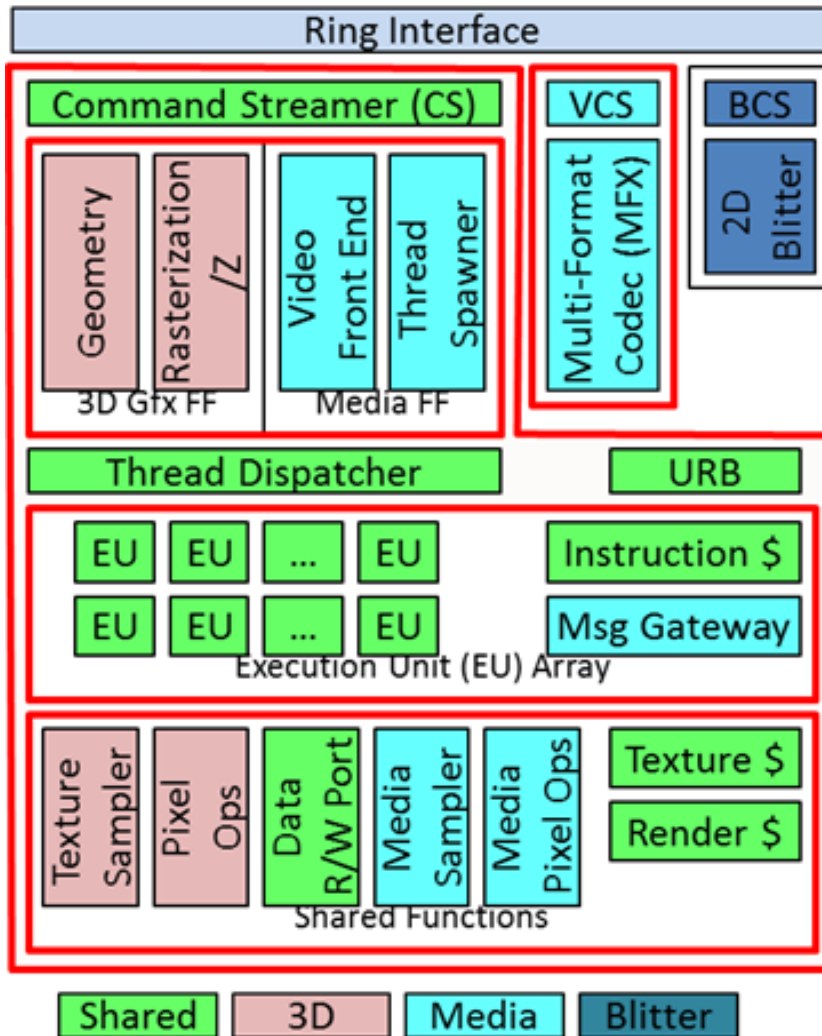 Ring Interface
Command Streamer (CS)
VCS
BCS
Geometry
Rasterization
/Z
Video
Front End
Thread
Spawner
Multi-Format
Codec (MFX)
2D
Blitter
3D Gfx FF
Media FF
Thread Dispatcher
URB
EU
EU
...
EU
Instruction $
EU
EU
...
EU
Msg Gateway
Execution Unit (EU) Array
Texture
Sampler
Pixel
Ops
Data
R/W Port
Media
Sampler
Media
Pixel Ops
Texture $
Render $
Shared Functions
Shared
3D
Media
Blitter